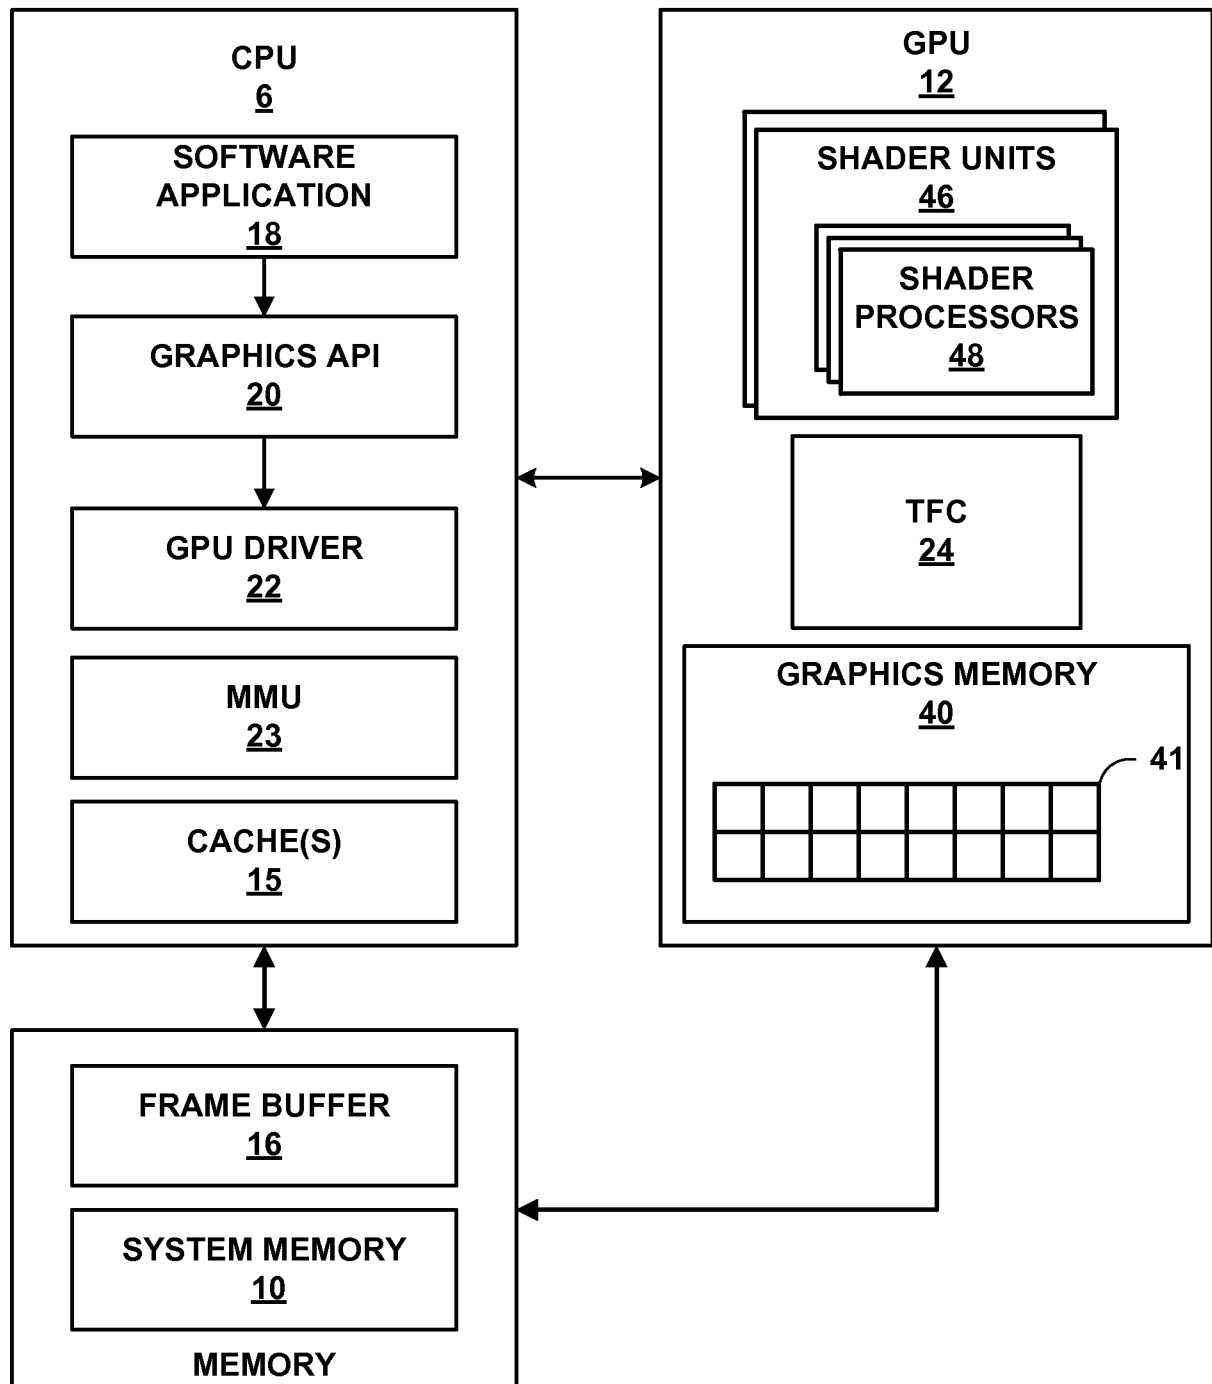 CPU
6
SOFTWARE
APPLICATION
18
GRAPHICS API
20
GPU DRIVER
22
MMU
23
CACHE(S)
15
GPU
12
SHADER UNITS
46
SHADER
PROCESSORS
48
TFC
24
GRAPHICS MEMORY
40
41
FRAME BUFFER
16
SYSTEM MEMORY
10
MEMORY